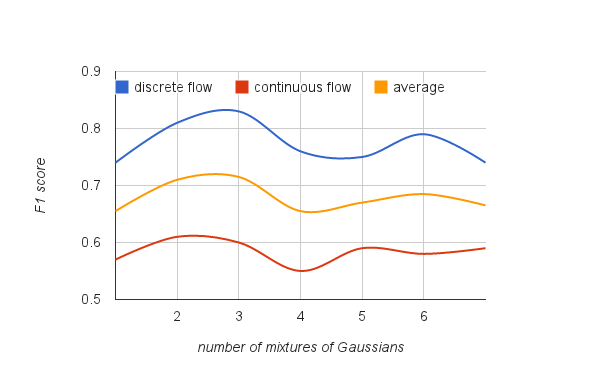 0.9
discrete flow continuous flow average
0.8
0.7
0.6
0.5
F1 score
2 3 4 5 6
number of mixtures of Gaussians